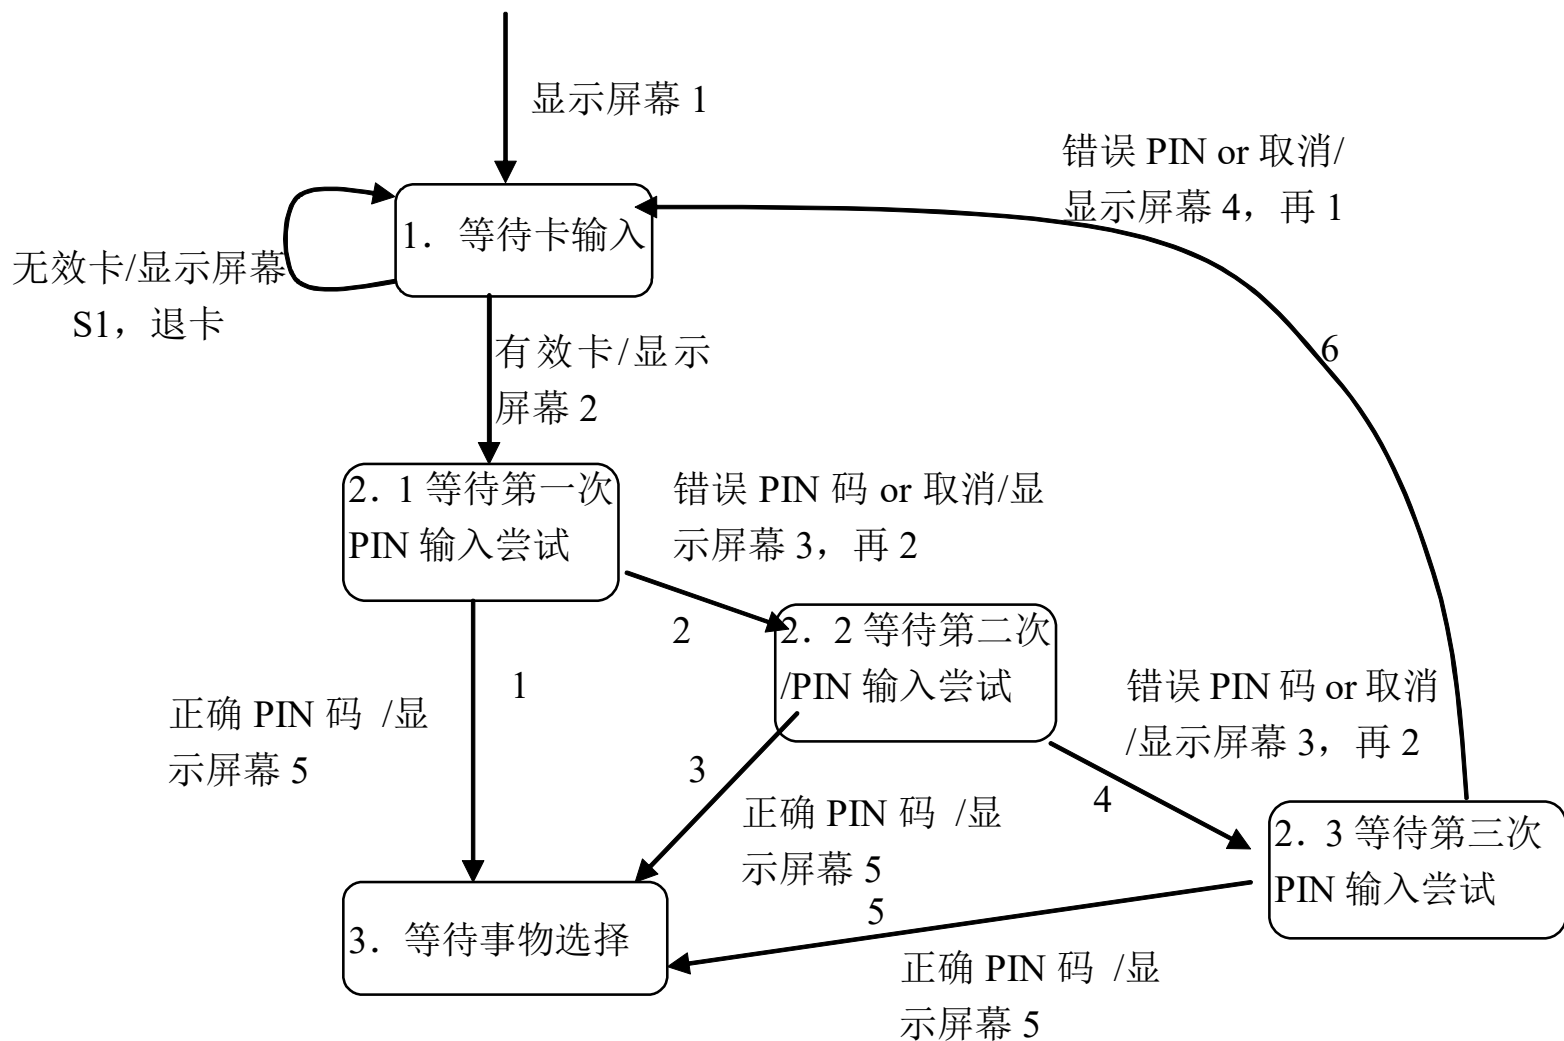 显示屏幕 1
错误 PIN or 取消/
显示屏幕 4，再 1
1．等待卡输入
无效卡/显示屏幕
S1，退卡
有效卡/显示
屏幕 2
6
2．1 等待第一次
PIN 输入尝试
错误 PIN 码 or 取消/显
示屏幕 3，再 2
2
2．2 等待第二次
/PIN 输入尝试
1
正确 PIN 码 /显
示屏幕 5
错误 PIN 码 or 取消
/显示屏幕 3，再 2
3
4
正确 PIN 码 /显
示屏幕 5
2．3 等待第三次
PIN 输入尝试
5
3．等待事物选择
正确 PIN 码 /显
示屏幕 5